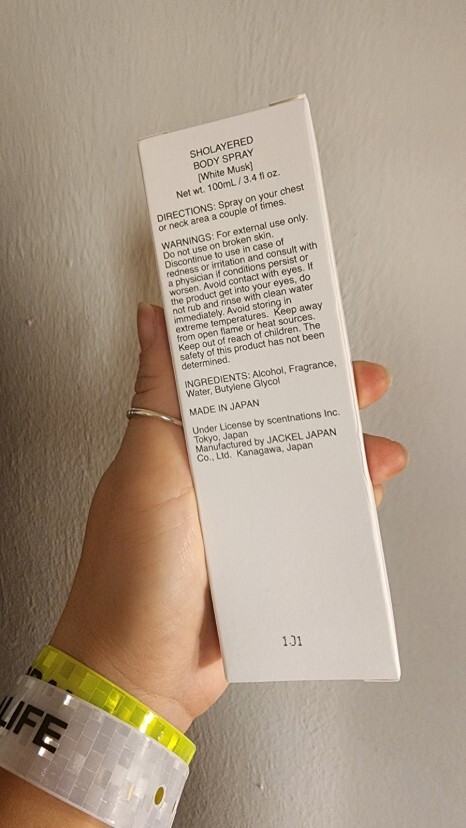 SHOLAYERED
BODY SPRAY
[White Musk]
Net wt. 100mL / 3.4 fl oz.
DIRECTIONS: Spray on your chest
or neck area a couple of times.
WARNINGS: For external use only.
Do not use on broken skin.
Discontinue to use in case of
redness or irritation and consult with
a physician if conditions persist or
worsen. Avoid contact with eyes. If
the product get into your eyes, do
not rub and rinse with clean water
immediately. Avoid storing in
extreme temperatures. Keep away
from open flame or heat sources.
Keep out of reach of children. The
safety of this product has not been
determined.
INGREDIENTS: Alcohol, Fragrance,
Water, Butylene Glycol
MADE IN JAPAN
Under License by scentnations Inc.
Tokyo, Japan
Manufactured by JACKEL JAPAN
Co., Ltd. Kanagawa, Japan
1J1
LIFE